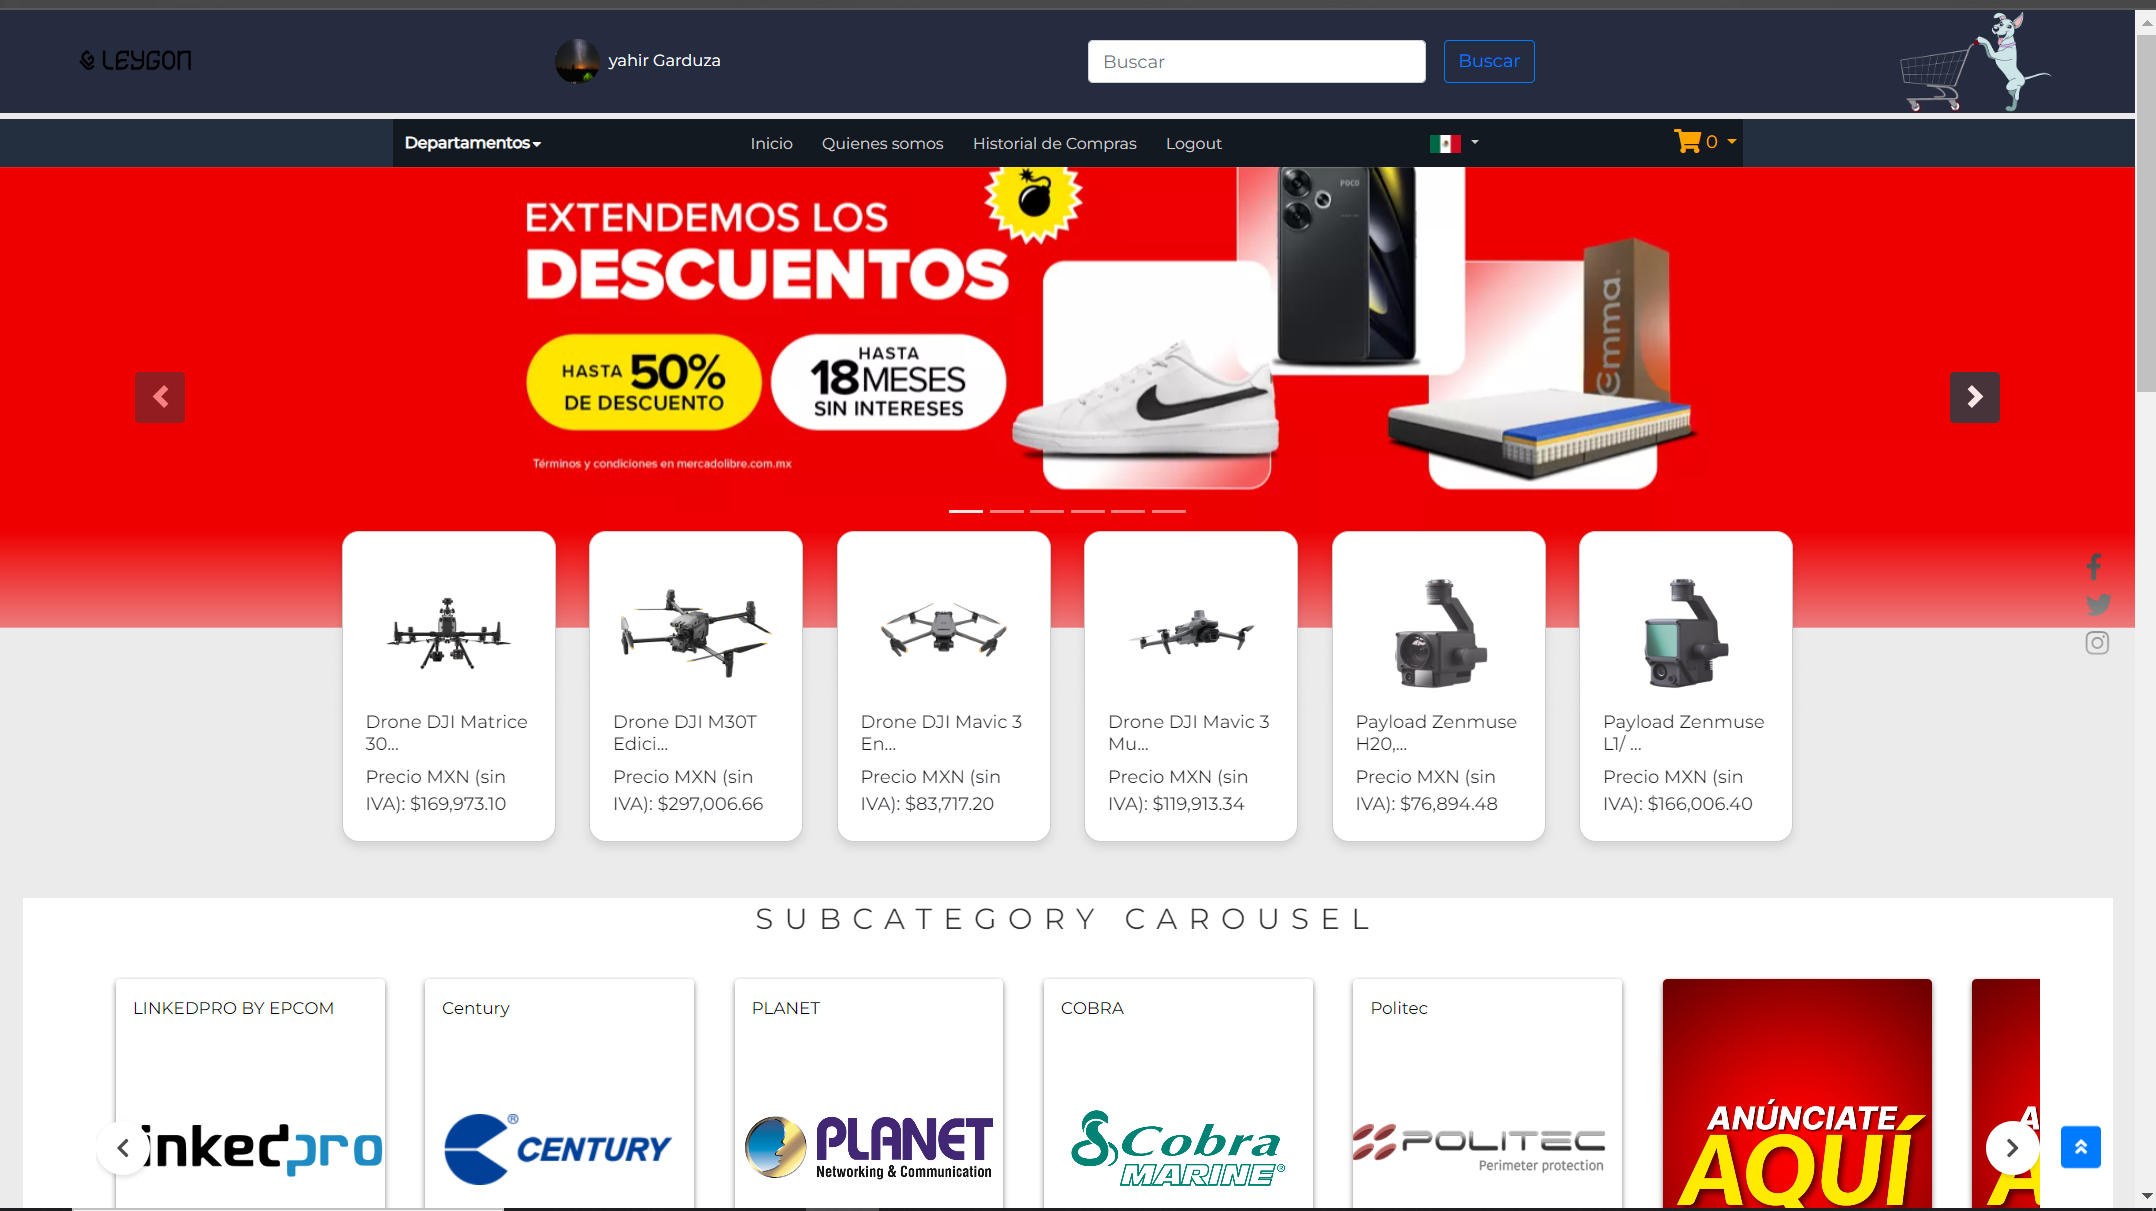 LEYGON
yahir Garduza
Buscar
Buscar
Departamentos
Inicio
Quienes somos
Historial de Compras
Logout
0
EXTENDEMOS LOS
DESCUENTOS
HASTA 50%
DE DESCUENTO
HASTA
18 MESES
SIN INTERESES
Términos y condiciones en mercadolibre.com.mx
POCO
emma
Drone DJI Matrice
30...
Precio MXN (sin
IVA): $169,973.10
Drone DJI M30T
Edici...
Precio MXN (sin
IVA): $297,006.66
Drone DJI Mavic 3
En...
Precio MXN (sin
IVA): $83,717.20
Drone DJI Mavic 3
Mu...
Precio MXN (sin
IVA): $119,913.34
Payload Zenmuse
H20,...
Precio MXN (sin
IVA): $76,894.48
Payload Zenmuse
L1/ ...
Precio MXN (sin
IVA): $166,006.40
SUBCATEGORY CAROUSEL
LINKEDPRO BY EPCOM
inkedpro
Century
CENTURY®
PLANET
PLANET
Networking & Communication
COBRA
Cobra
MARINE®
Politec
POLITEC
Perimeter protection
ANÚNCIATE
AQUÍ
A
A